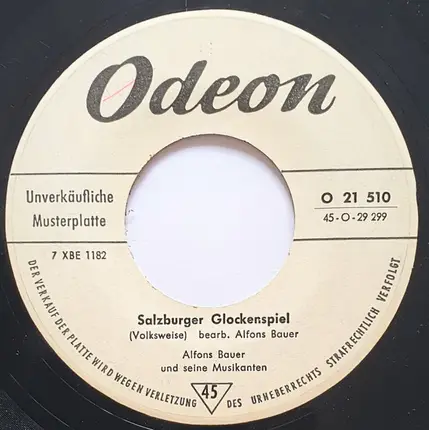 Odeon
Unverkäufliche
Musterplatte
O 21 510
45-O-29 299
7 XBE 1182
Salzburger Glockenspiel
(Volksweise) bearb. Alfons Bauer
Alfons Bauer
und seine Musikanten
45
DER VERKAUF DER PLATTE WIRD WEGEN VERLETZUNG DES URHEBERRECHTS STRAFRECHTLICH VERFOLGT